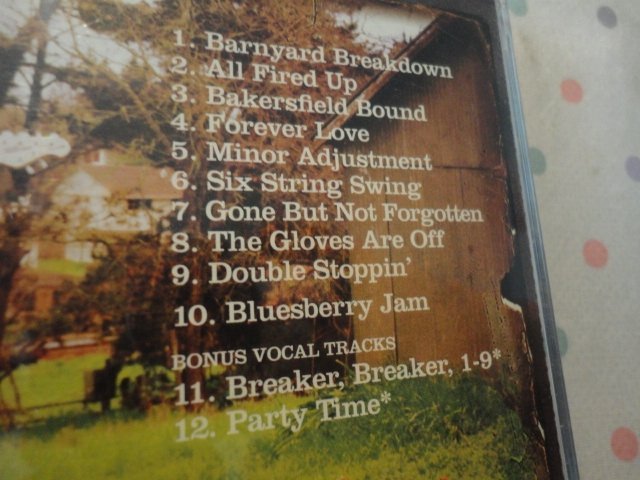 1. Barnyard Breakdown
2. All Fired Up
3. Bakersfield Bound
4. Forever Love
5. Minor Adjustment
6. Six String Swing
7. Gone But Not Forgotten
8. The Gloves Are Off
9. Double Stoppin'
10. Bluesberry Jam
BONUS VOCAL TRACKS
11. Breaker, Breaker, 1-9*
12. Party Time*